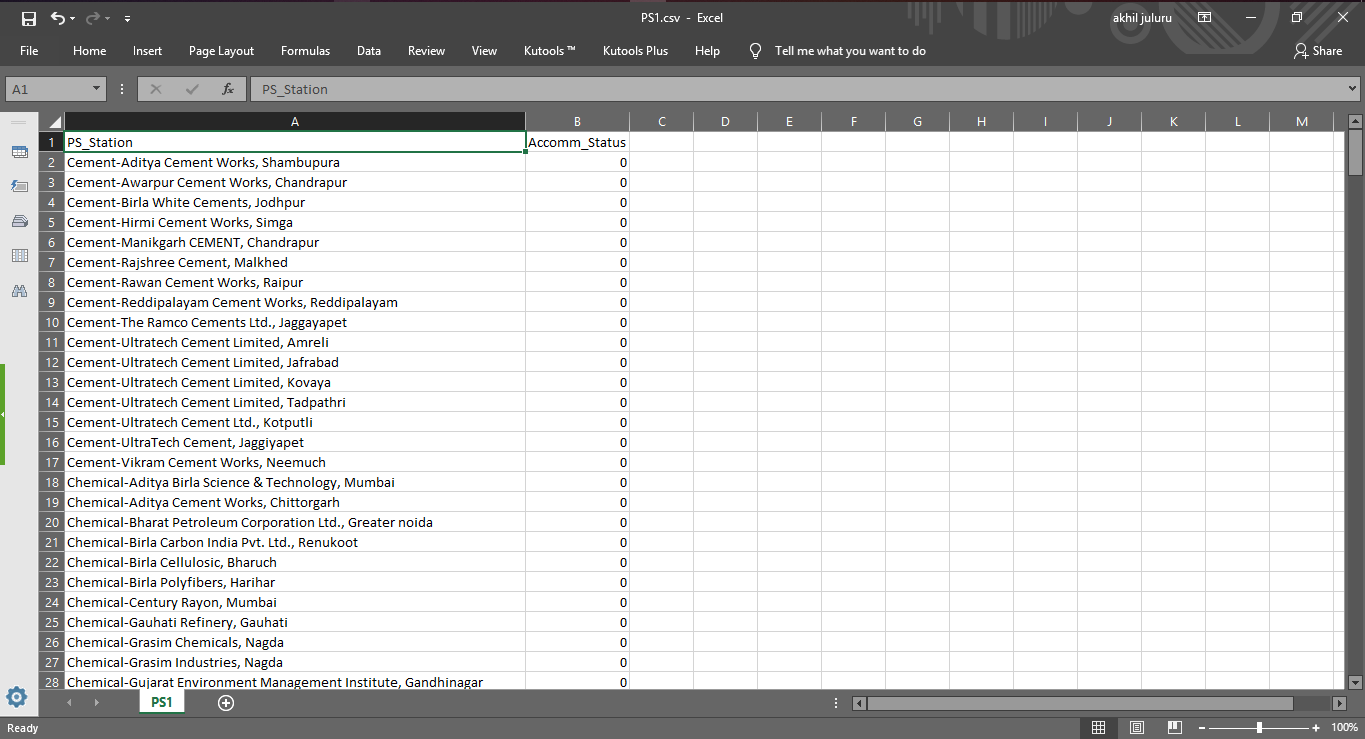 PS1.csv - Excel
akhil juluru
File Home Insert Page Layout Formulas Data Review View Kutools™ Kutools Plus Help Tell me what you want to do Share
A1 fx PS_Station
A B C D E F G H I J K L M
1 PS_Station Accomm_Status
2 Cement-Aditya Cement Works, Shambupura 0
3 Cement-Awarpur Cement Works, Chandrapur 0
4 Cement-Birla White Cements, Jodhpur 0
5 Cement-Hirmi Cement Works, Simga 0
6 Cement-Manikgarh CEMENT, Chandrapur 0
7 Cement-Rajshree Cement, Malkhed 0
8 Cement-Rawan Cement Works, Raipur 0
9 Cement-Reddipalayam Cement Works, Reddipalayam 0
10 Cement-The Ramco Cements Ltd., Jaggayapet 0
11 Cement-Ultratech Cement Limited, Amreli 0
12 Cement-Ultratech Cement Limited, Jafrabad 0
13 Cement-Ultratech Cement Limited, Kovaya 0
14 Cement-Ultratech Cement Limited, Tadpathri 0
15 Cement-Ultratech Cement Ltd., Kotputli 0
16 Cement-UltraTech Cement, Jaggiyapet 0
17 Cement-Vikram Cement Works, Neemuch 0
18 Chemical-Aditya Birla Science & Technology, Mumbai 0
19 Chemical-Aditya Cement Works, Chittorgarh 0
20 Chemical-Bharat Petroleum Corporation Ltd., Greater noida 0
21 Chemical-Birla Carbon India Pvt. Ltd., Renukoot 0
22 Chemical-Birla Cellulosic, Bharuch 0
23 Chemical-Birla Polyfibers, Harihar 0
24 Chemical-Century Rayon, Mumbai 0
25 Chemical-Gauhati Refinery, Gauhati 0
26 Chemical-Grasim Chemicals, Nagda 0
27 Chemical-Grasim Industries, Nagda 0
28 Chemical-Gujarat Environment Management Institute, Gandhinagar 0
PS1
Ready 100%